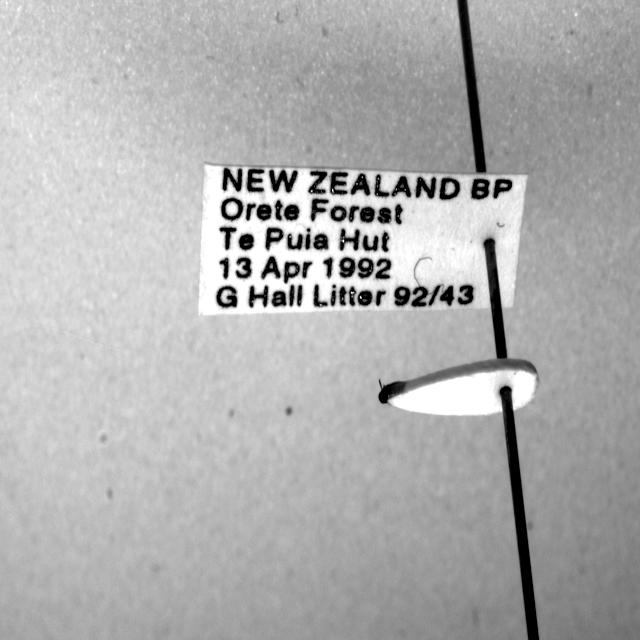 NEW ZEALAND BP
Orete Forest
Te Puia Hut
13 Apr 1992
G Hall Litter 92/43